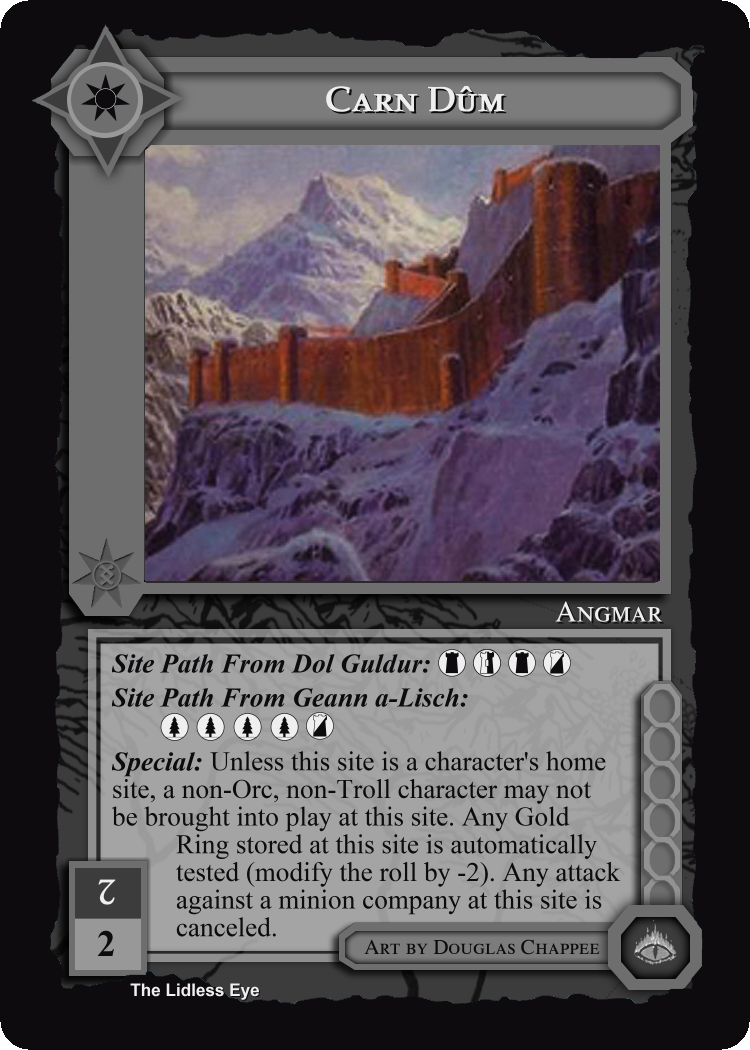 Carn Dûm
Angmar
Site Path From Dol Guldur:
Site Path From Geann a-Lisch:
Special: Unless this site is a character's home
site, a non-Orc, non-Troll character may not
be brought into play at this site. Any Gold
Ring stored at this site is automatically
tested (modify the roll by -2). Any attack
against a minion company at this site is
canceled.
2
2
Art by Douglas Chappee
The Lidless Eye